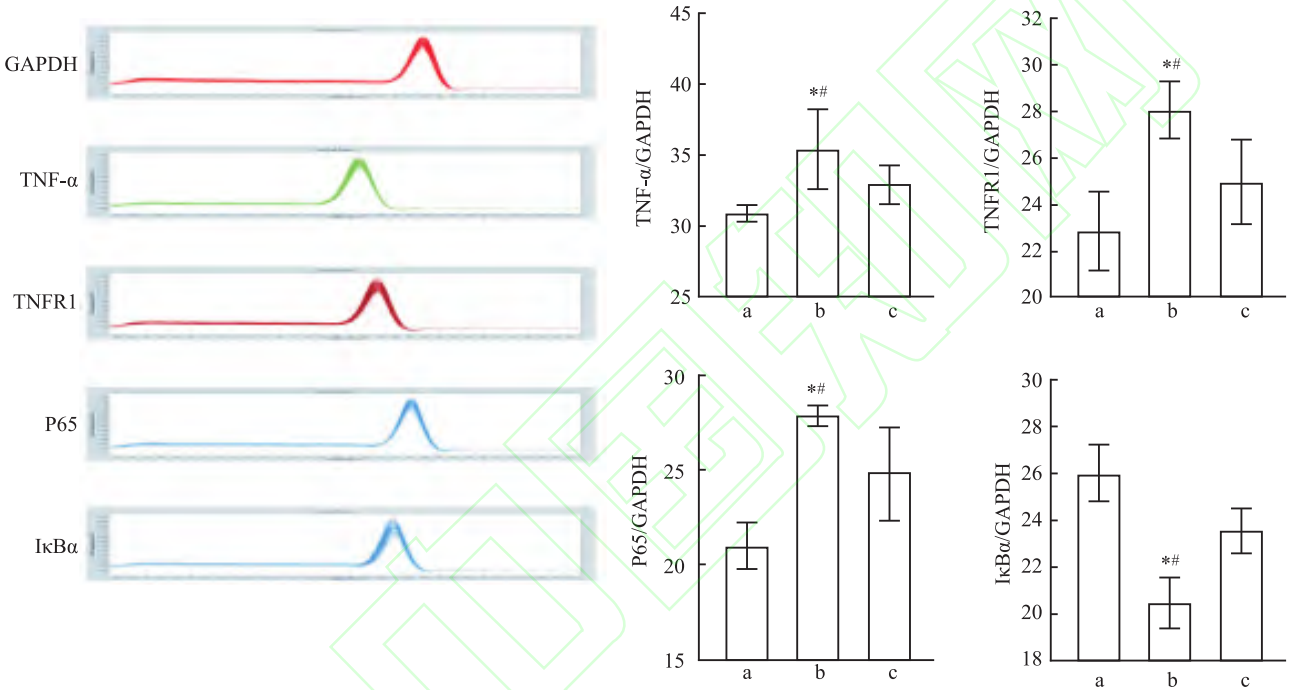 GAPDH
TNF-α
TNFR1
P65
IκBα
TNF-α/GAPDH
45
40
35
30
25
*#
a
b
c
TNFR1/GAPDH
32
30
28
26
24
22
20
*#
a
b
c
P65/GAPDH
30
25
20
15
*#
a
b
c
IκBα/GAPDH
30
28
26
24
22
20
18
*#
a
b
c